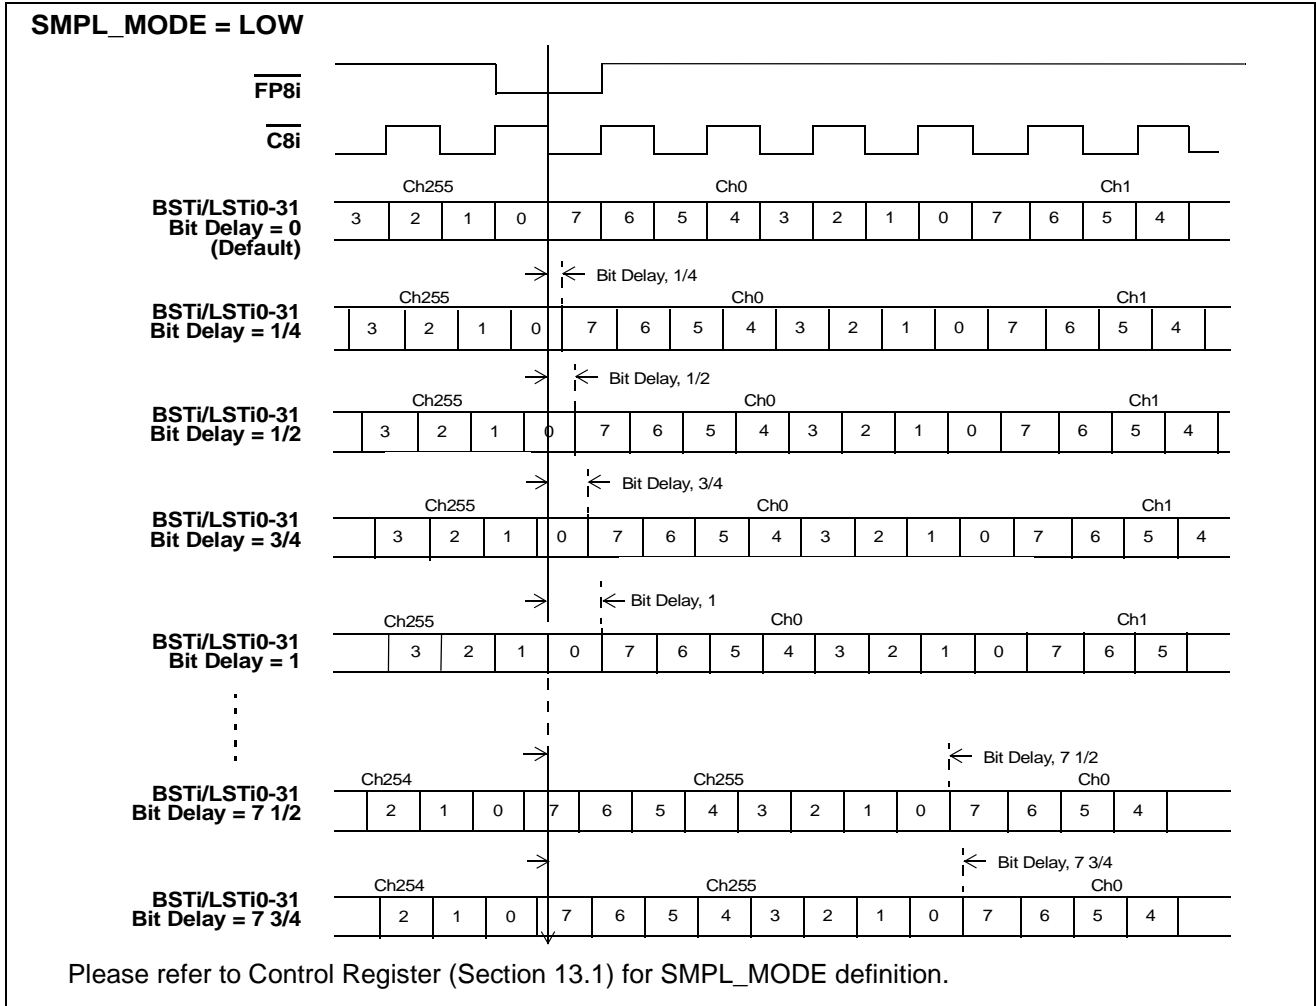 SMPL_MODE = LOW
FP8i
C8i
Ch255 Ch0 Ch1
BSTi/LSTi0-31
Bit Delay = 0
(Default)
3 2 1 0 7 6 5 4 3 2 1 0 7 6 5 4
Bit Delay, 1/4
Ch255 Ch0 Ch1
BSTi/LSTi0-31
Bit Delay = 1/4
3 2 1 0 7 6 5 4 3 2 1 0 7 6 5 4
Bit Delay, 1/2
Ch255 Ch0 Ch1
BSTi/LSTi0-31
Bit Delay = 1/2
3 2 1 0 7 6 5 4 3 2 1 0 7 6 5 4
Bit Delay, 3/4
Ch255 Ch0 Ch1
BSTi/LSTi0-31
Bit Delay = 3/4
3 2 1 0 7 6 5 4 3 2 1 0 7 6 5 4
Bit Delay, 1
Ch255 Ch0 Ch1
BSTi/LSTi0-31
Bit Delay = 1
3 2 1 0 7 6 5 4 3 2 1 0 7 6 5
Bit Delay, 7 1/2
Ch254 Ch255 Ch0
BSTi/LSTi0-31
Bit Delay = 7 1/2
2 1 0 7 6 5 4 3 2 1 0 7 6 5 4
Bit Delay, 7 3/4
Ch254 Ch255 Ch0
BSTi/LSTi0-31
Bit Delay = 7 3/4
2 1 0 7 6 5 4 3 2 1 0 7 6 5 4
Please refer to Control Register (Section 13.1) for SMPL_MODE definition.